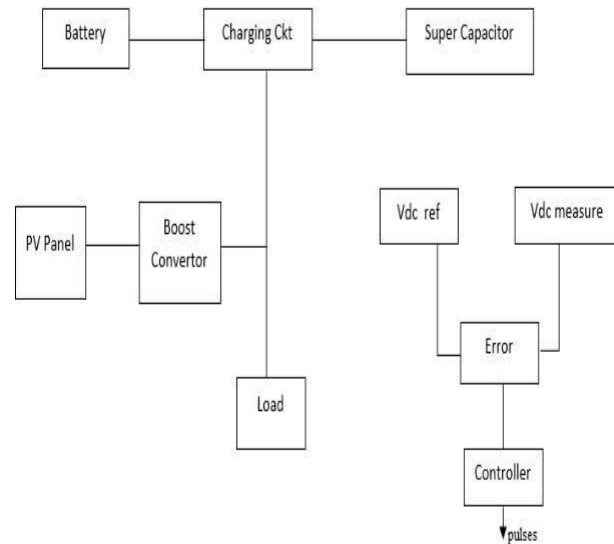 Battery
Charging Ckt
Super Capacitor
PV Panel
Boost
Convertor
Vdc ref
Vdc measure
Error
Load
Controller
pulses